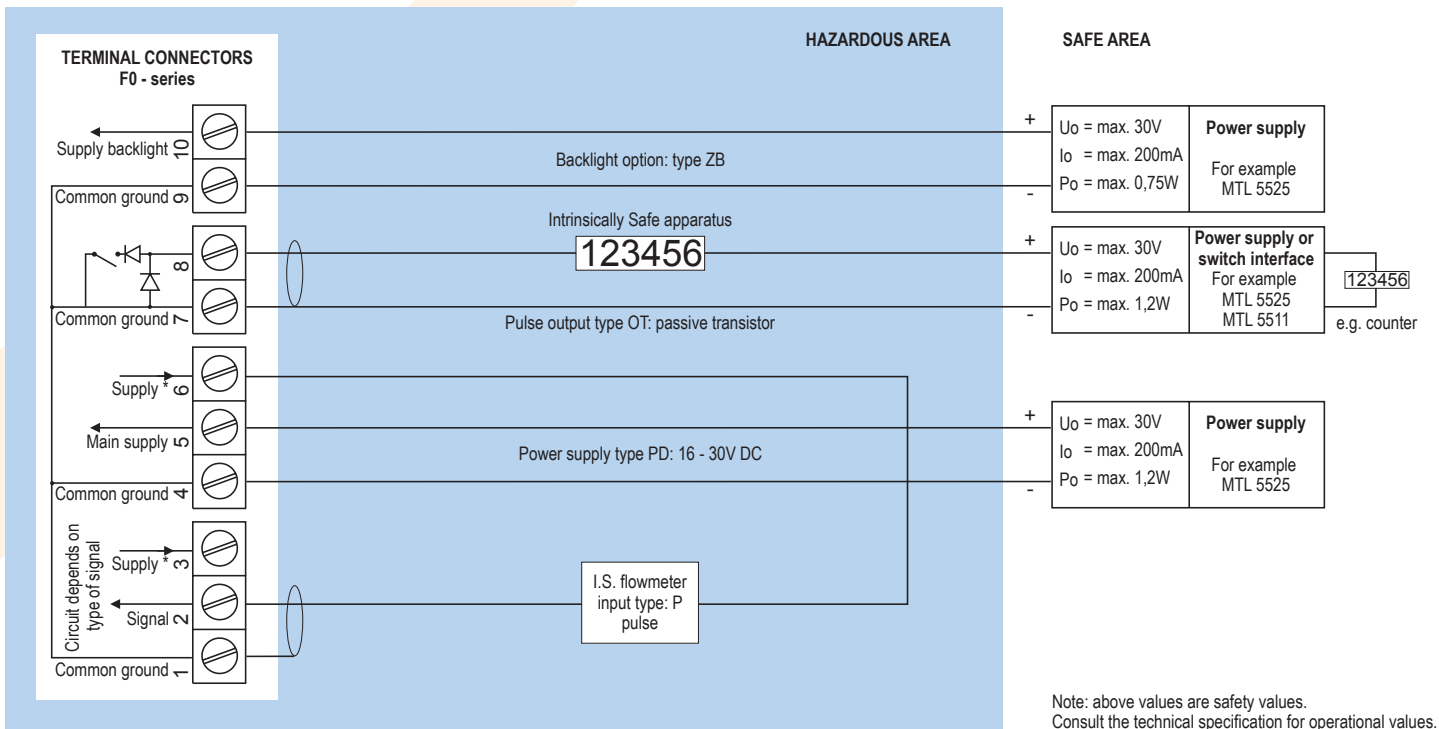 HAZARDOUS AREA
SAFE AREA
TERMINAL CONNECTORS
F0 - series
Supply backlight 10
Common ground 9
Backlight option: type ZB
+
-
Uo = max. 30V
Io = max. 200mA
Po = max. 0,75W
Power supply
For example
MTL 5525
8
Common ground 7
Intrinsically Safe apparatus
123456
Pulse output type OT: passive transistor
+
-
Uo = max. 30V
Io = max. 200mA
Po = max. 1,2W
Power supply or
switch interface
For example
MTL 5525
MTL 5511
123456
e.g. counter
Supply * 6
Main supply 5
Common ground 4
Power supply type PD: 16 - 30V DC
+
-
Uo = max. 30V
Io = max. 200mA
Po = max. 1,2W
Power supply
For example
MTL 5525
Circuit depends on
type of signal
Supply * 3
Signal 2
Common ground 1
I.S. flowmeter
input type: P
pulse
Note: above values are safety values.
Consult the technical specification for operational values.